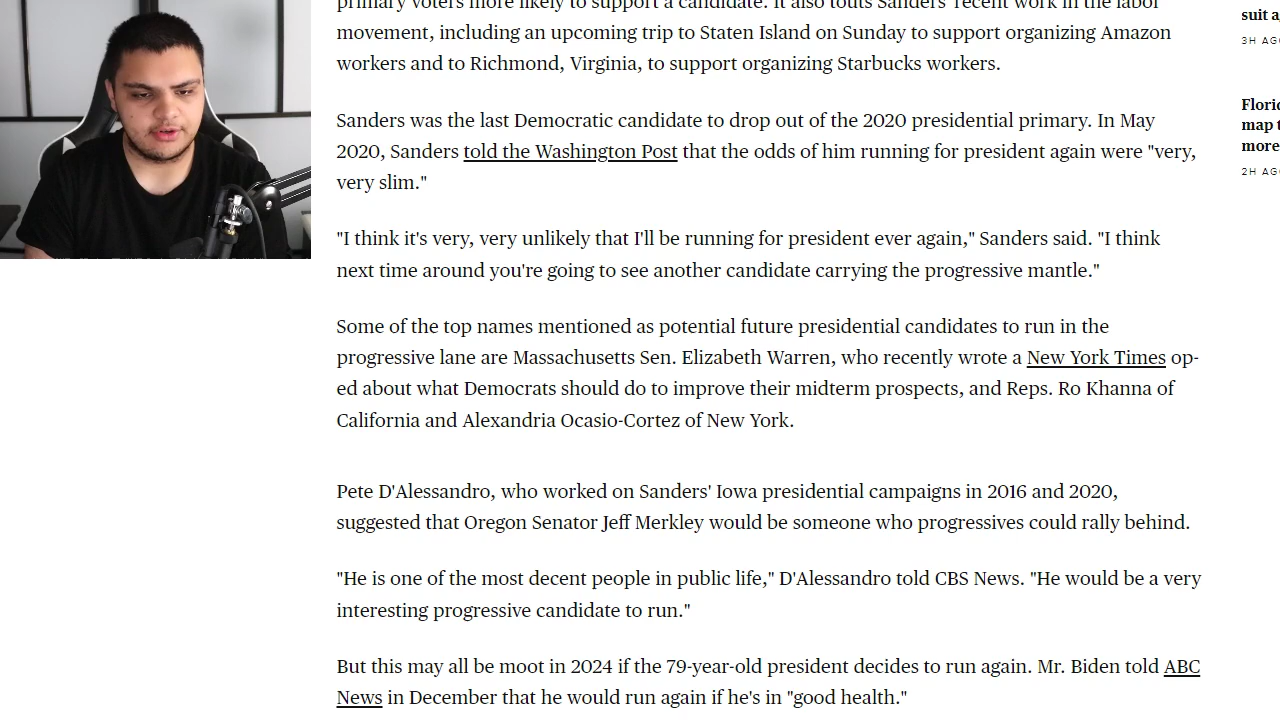 primary voters more likely to support a candidate. It also touts Sanders' recent work in the labor
movement, including an upcoming trip to Staten Island on Sunday to support organizing Amazon
workers and to Richmond, Virginia, to support organizing Starbucks workers.
Sanders was the last Democratic candidate to drop out of the 2020 presidential primary. In May
2020, Sanders told the Washington Post that the odds of him running for president again were "very,
very slim."
"I think it's very, very unlikely that I'll be running for president ever again," Sanders said. "I think
next time around you're going to see another candidate carrying the progressive mantle."
Some of the top names mentioned as potential future presidential candidates to run in the
progressive lane are Massachusetts Sen. Elizabeth Warren, who recently wrote a New York Times op-
ed about what Democrats should do to improve their midterm prospects, and Reps. Ro Khanna of
California and Alexandria Ocasio-Cortez of New York.
Pete D'Alessandro, who worked on Sanders' Iowa presidential campaigns in 2016 and 2020,
suggested that Oregon Senator Jeff Merkley would be someone who progressives could rally behind.
"He is one of the most decent people in public life," D'Alessandro told CBS News. "He would be a very
interesting progressive candidate to run."
But this may all be moot in 2024 if the 79-year-old president decides to run again. Mr. Biden told ABC
News in December that he would run again if he's in "good health."
suit a
3H AG
Flori
map t
more
2H AG